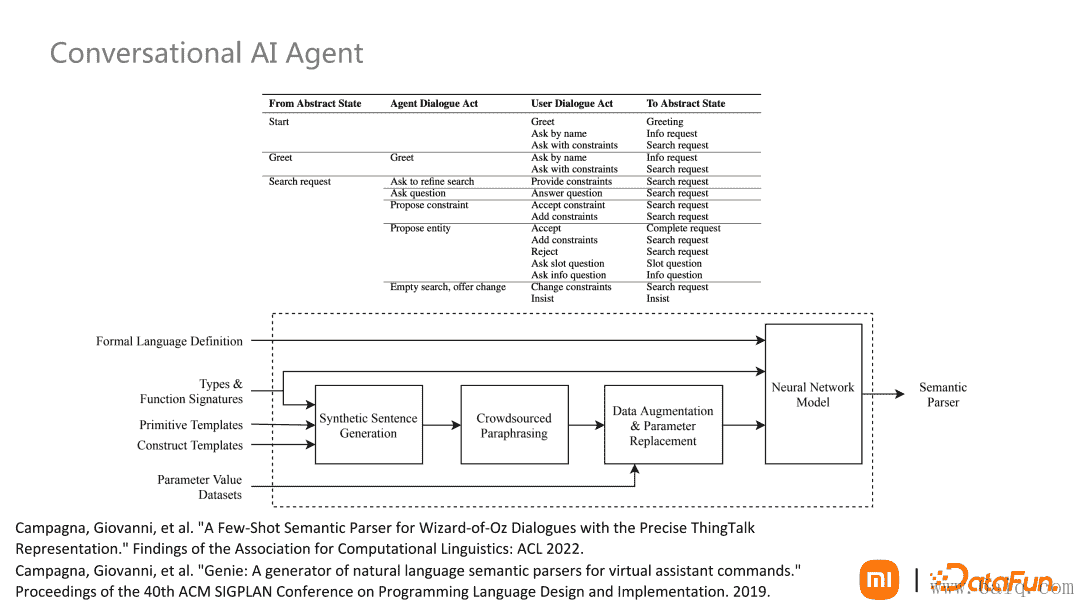 Conversational AI Agent
From Abstract State Agent Dialogue Act User Dialogue Act To Abstract State
Start Greet Greeting
Ask by name Info request
Ask with constraints Search request
Greet Greet Ask by name Info request
Ask with constraints Search request
Search request Ask to refine search Provide constraints Search request
Ask question Answer question Search request
Propose constraint Accept constraint Search request
Add constraints Search request
Propose entity Accept Complete request
Add constraints Search request
Reject Search request
Ask slot question Slot question
Ask info question Info question
Empty search, offer change Change constraints Search request
Insist Insist
Formal Language Definition
Types &
Function Signatures
Primitive Templates
Construct Templates
Parameter Value
Datasets
Synthetic Sentence
Generation
Crowdsourced
Paraphrasing
Data Augmentation
& Parameter
Replacement
Neural Network
Model
Semantic
Parser
Campagna, Giovanni, et al. "A Few-Shot Semantic Parser for Wizard-of-Oz Dialogues with the Precise ThingTalk
Representation." Findings of the Association for Computational Linguistics: ACL 2022.
Campagna, Giovanni, et al. "Genie: A generator of natural language semantic parsers for virtual assistant commands."
Proceedings of the 40th ACM SIGPLAN Conference on Programming Language Design and Implementation. 2019.
mi
DataFun.